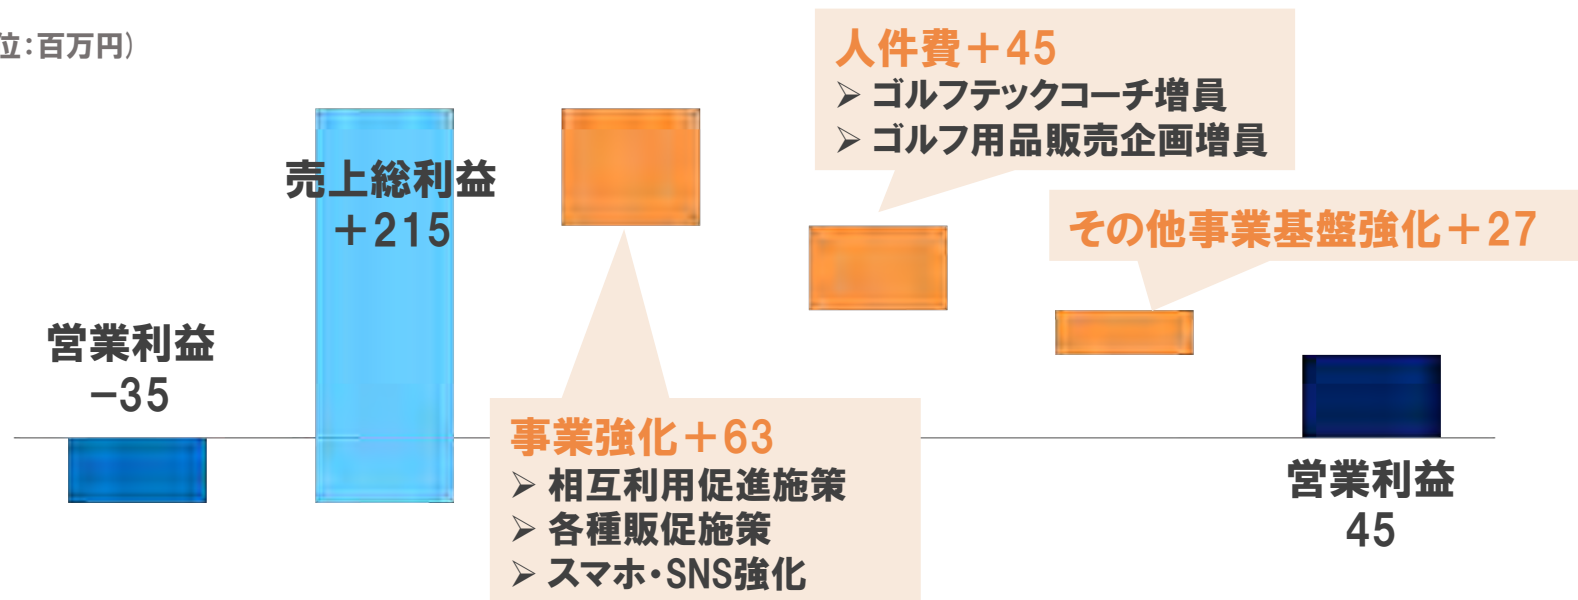 位：百万円）
人件費＋45
➢ ゴルフテックコーチ増員
➢ ゴルフ用品販売企画増員
売上総利益
＋215
その他事業基盤強化＋27
営業利益
−35
事業強化＋63
➢ 相互利用促進施策
➢ 各種販促施策
➢ スマホ・SNS強化
営業利益
45